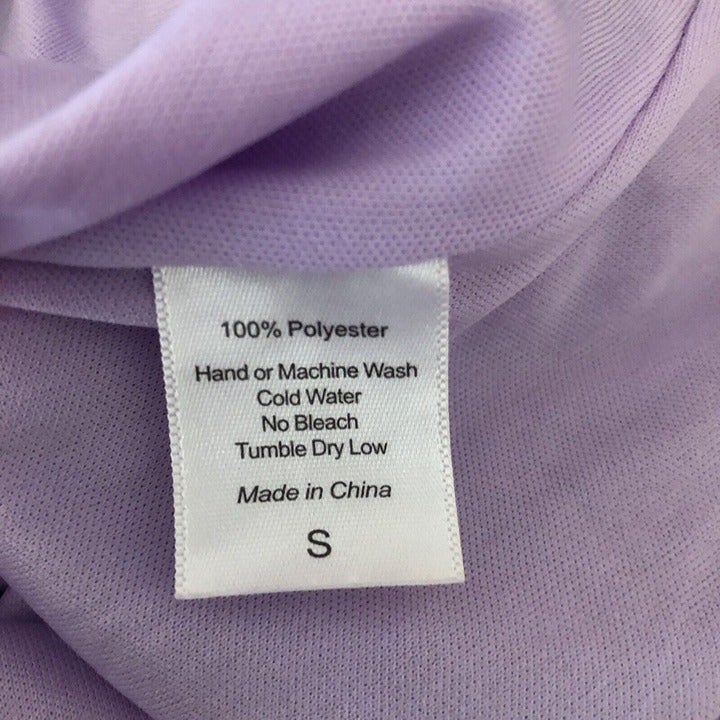 100% Polyester
Hand or Machine Wash
Cold Water
No Bleach
Tumble Dry Low
Made in China
S